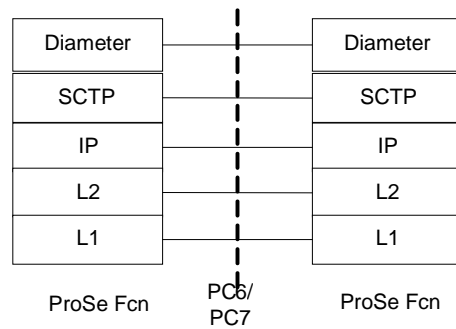 Diameter Diameter
SCTP SCTP
IP IP
L2 L2
L1 L1
ProSe Fcn PC6/ ProSe Fcn
PC7